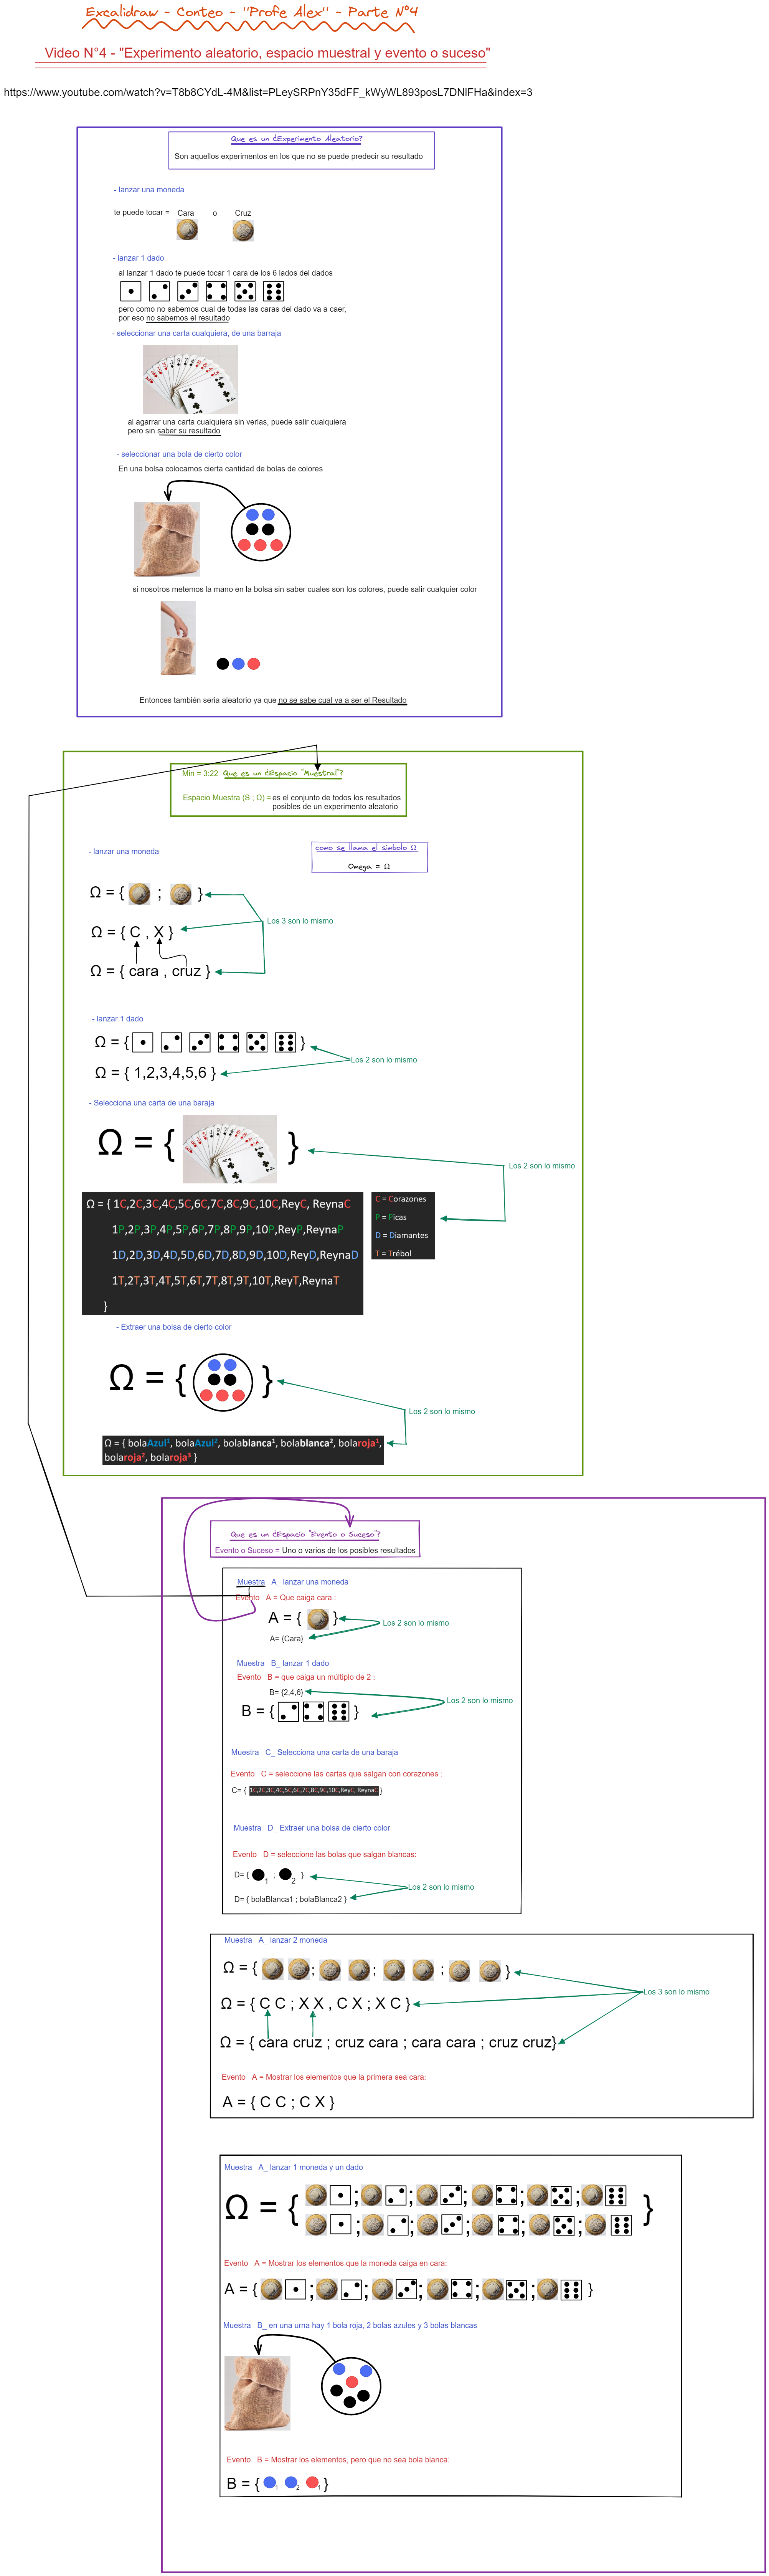 Excalidraw - Conteo - "Profe Alex" - Parte N°4
Video N°4 - "Experimento aleatorio, espacio muestral y evento o suceso"
https://www.youtube.com/watch?v=T8b8CYdL-4M&list=PLeySRPnY35dFF_kWyWL893posL7DNlFHa&index=3
Que es un ¿Experimento Aleatorio?
Son aquellos experimentos en los que no se puede predecir su resultado
- lanzar una moneda
te puede tocar = Cara o Cruz
- lanzar 1 dado
al lanzar 1 dado te puede tocar 1 cara de los 6 lados del dados
pero como no sabemos cual de todas las caras del dado va a caer,
por eso no sabemos el resultado
- seleccionar una carta cualquiera, de una barraja
al agarrar una carta cualquiera sin verlas, puede salir cualquiera
pero sin saber su resultado
- seleccionar una bola de cierto color
En una bolsa colocamos cierta cantidad de bolas de colores
si nosotros metemos la mano en la bolsa sin saber cuales son los colores, puede salir cualquier color
Entonces también seria aleatorio ya que no se sabe cual va a ser el Resultado
Min = 3:22 Que es un ¿Espacio "Muestral"?
Espacio Muestra (S ; Ω) = es el conjunto de todos los resultados
posibles de un experimento aleatorio
- lanzar una moneda
como se llama el simbolo Ω
Omega = Ω
Ω = { ; }
Los 3 son lo mismo
Ω = { C , X }
Ω = { cara , cruz }
- lanzar 1 dado
Ω = { }
Los 2 son lo mismo
Ω = { 1,2,3,4,5,6 }
- Selecciona una carta de una baraja
Ω = { }
Los 2 son lo mismo
Ω = { 1C,2C,3C,4C,5C,6C,7C,8C,9C,10C,ReyC, ReynaC
1P,2P,3P,4P,5P,6P,7P,8P,9P,10P,ReyP,ReynaP
1D,2D,3D,4D,5D,6D,7D,8D,9D,10D,ReyD,ReynaD
1T,2T,3T,4T,5T,6T,7T,8T,9T,10T,ReyT,ReynaT
}
C = Corazones
P = Picas
D = Diamantes
T = Trébol
- Extraer una bolsa de cierto color
Ω = { }
Los 2 son lo mismo
Ω = { bolaAzul¹, bolaAzul², bolablanca¹, bolablanca², bolaroja¹,
bolaroja², bolaroja³ }
Que es un ¿Espacio "Evento o Suceso"?
Evento o Suceso = Uno o varios de los posibles resultados
Muestra A_ lanzar una moneda
Evento A = Que caiga cara :
A = { }
Los 2 son lo mismo
A= {Cara}
Muestra B_ lanzar 1 dado
Evento B = que caiga un múltiplo de 2 :
B= {2,4,6}
Los 2 son lo mismo
B = { }
Muestra C_ Selecciona una carta de una baraja
Evento C = seleccione las cartas que salgan con corazones :
C= { 1C,2C,3C,4C,5C,6C,7C,8C,9C,10C,ReyC, ReynaC }
Muestra D_ Extraer una bolsa de cierto color
Evento D = seleccione las bolas que salgan blancas:
D= { 1 ; 2 }
Los 2 son lo mismo
D= { bolaBlanca1 ; bolaBlanca2 }
Muestra A_ lanzar 2 moneda
Ω = { ; ; ; }
Los 3 son lo mismo
Ω = { C C ; X X , C X ; X C }
Ω = { cara cruz ; cruz cara ; cara cara ; cruz cruz}
Evento A = Mostrar los elementos que la primera sea cara:
A = { C C ; C X }
Muestra A_ lanzar 1 moneda y un dado
Ω = { ; ; ; ; ;
; ; ; ; ; }
Evento A = Mostrar los elementos que la moneda caiga en cara:
A = { ; ; ; ; ; }
Muestra B_ en una urna hay 1 bola roja, 2 bolas azules y 3 bolas blancas
Evento B = Mostrar los elementos, pero que no sea bola blanca:
B = { 1 2 1 }